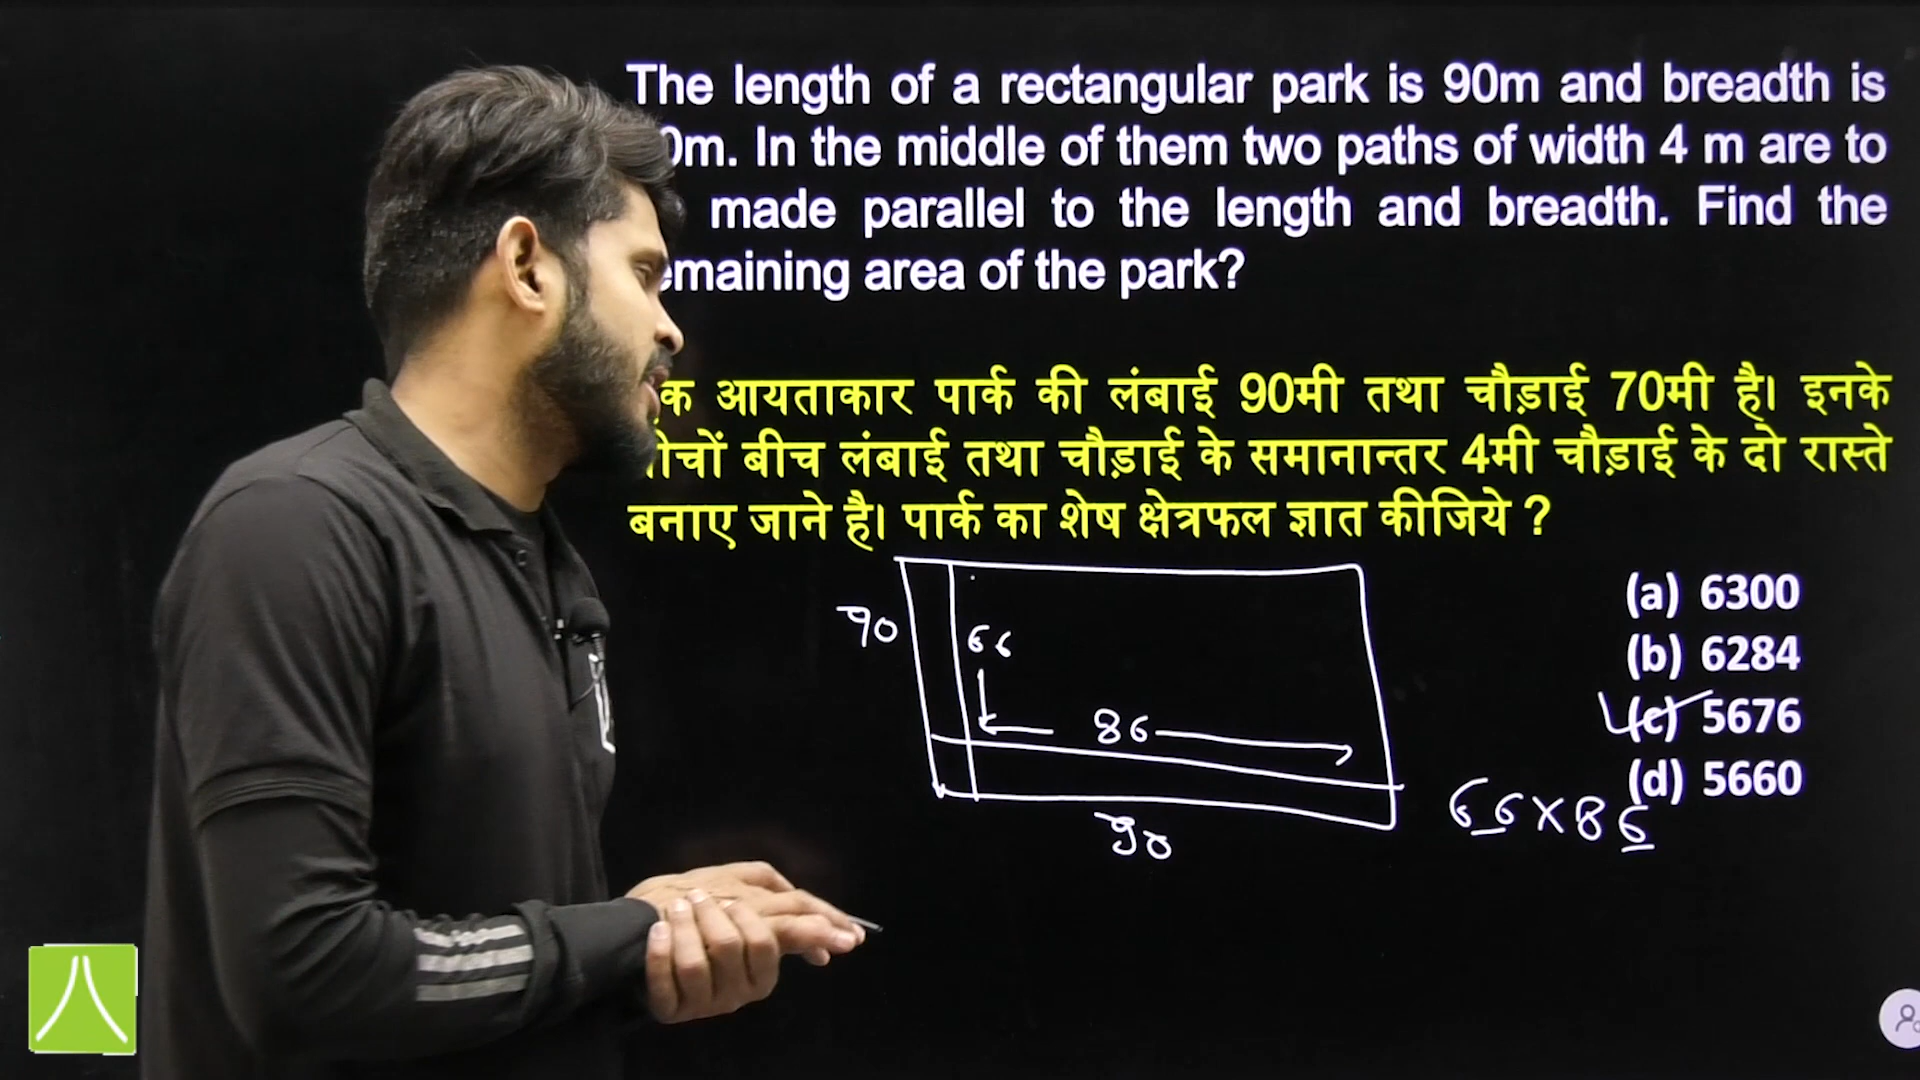 The length of a rectangular park is 90m and breadth is
0m. In the middle of them two paths of width 4 m are to
made parallel to the length and breadth. Find the
emaining area of the park?
क आयताकार पार्क की लंबाई 90मी तथा चौड़ाई 70मी है। इनके
ीचों बीच लंबाई तथा चौड़ाई के समानान्तर 4मी चौड़ाई के दो रास्ते
बनाए जाने है। पार्क का शेष क्षेत्रफल ज्ञात कीजिये ?
(a) 6300
(b) 6284
(c) 5676
(d) 5660
70
66
86
90
66×86